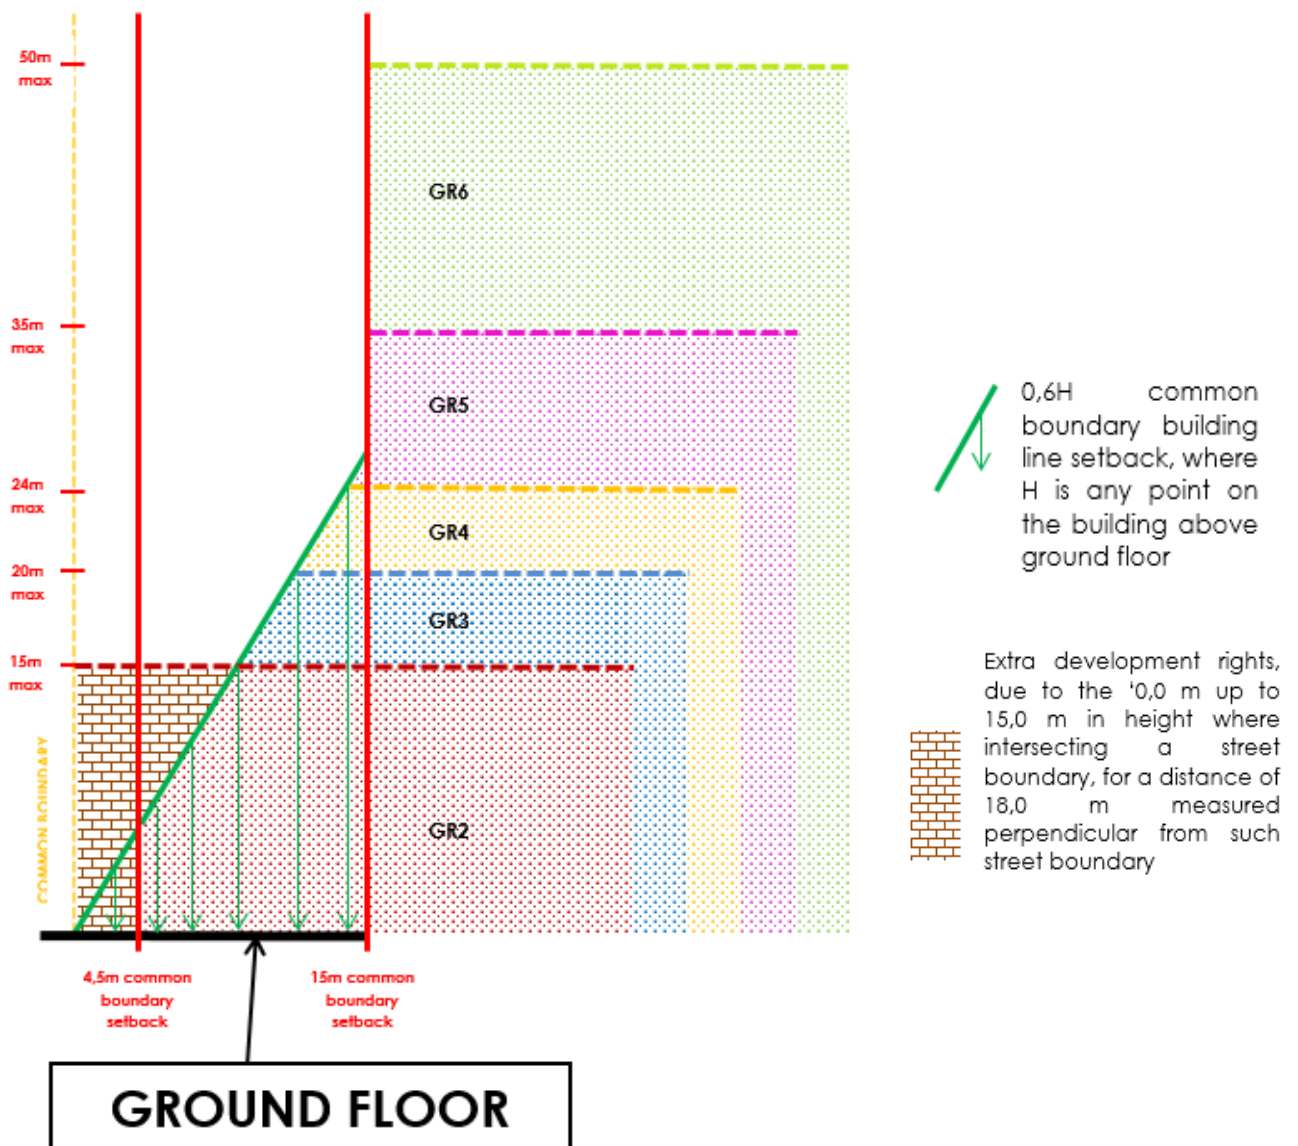 50m
max
GR6
35m
max
GR5
24m
max
GR4
20m
max
GR3
15m
max
GR2
COMMON BOUNDARY
4,5m common
boundary
setback
15m common
boundary
setback
GROUND FLOOR
0,6H common
boundary building
line setback, where
H is any point on
the building above
ground floor
Extra development rights,
due to the ‘0,0 m up to
15,0 m in height where
intersecting a street
boundary, for a distance of
18,0 m measured
perpendicular from such
street boundary